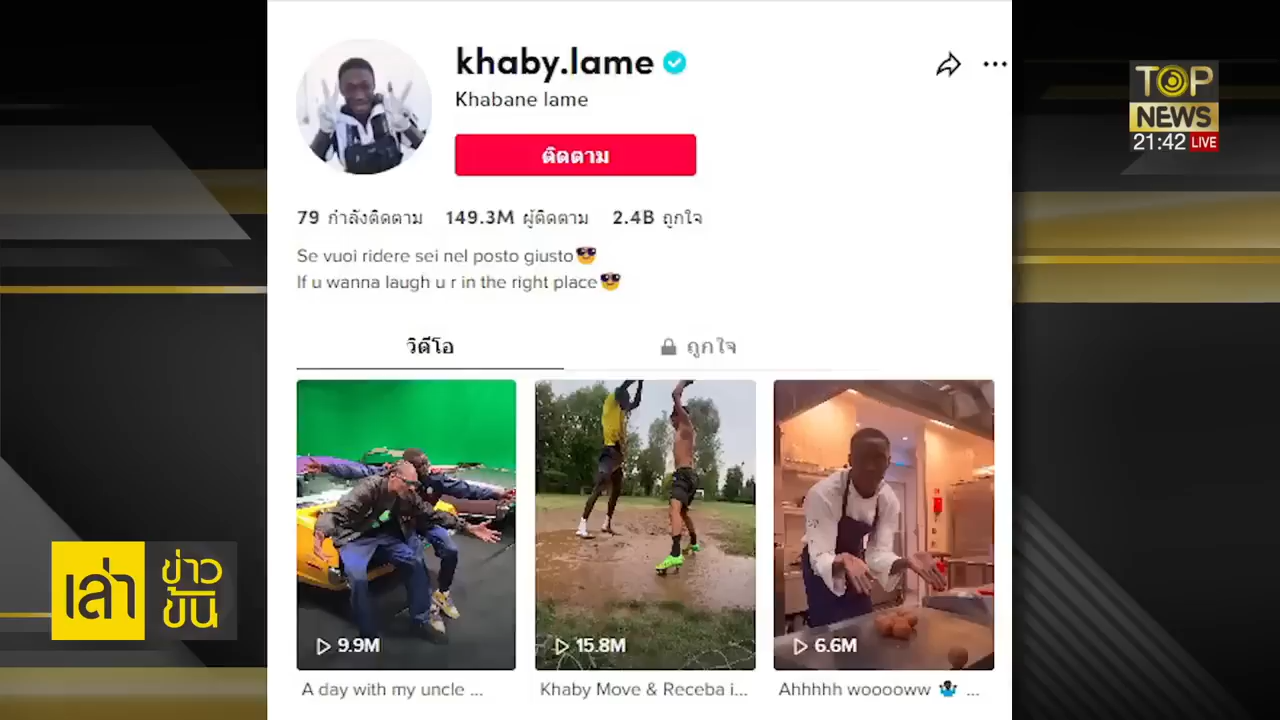 khaby.lame
Khabane lame
ติดตาม
79 กำลังติดตาม 149.3M ผู้ติดตาม 2.4B ถูกใจ
Se vuoi ridere sei nel posto giusto😎
If u wanna laugh u r in the right place😎
วิดีโอ ถูกใจ
9.9M 15.8M 6.6M
A day with my uncle ... Khaby Move & Receba i... Ahhhhh wooooww 🤷🏿‍♂️ ...
TOP
NEWS
21:42 LIVE
เล่า
ข่าว
ข้น